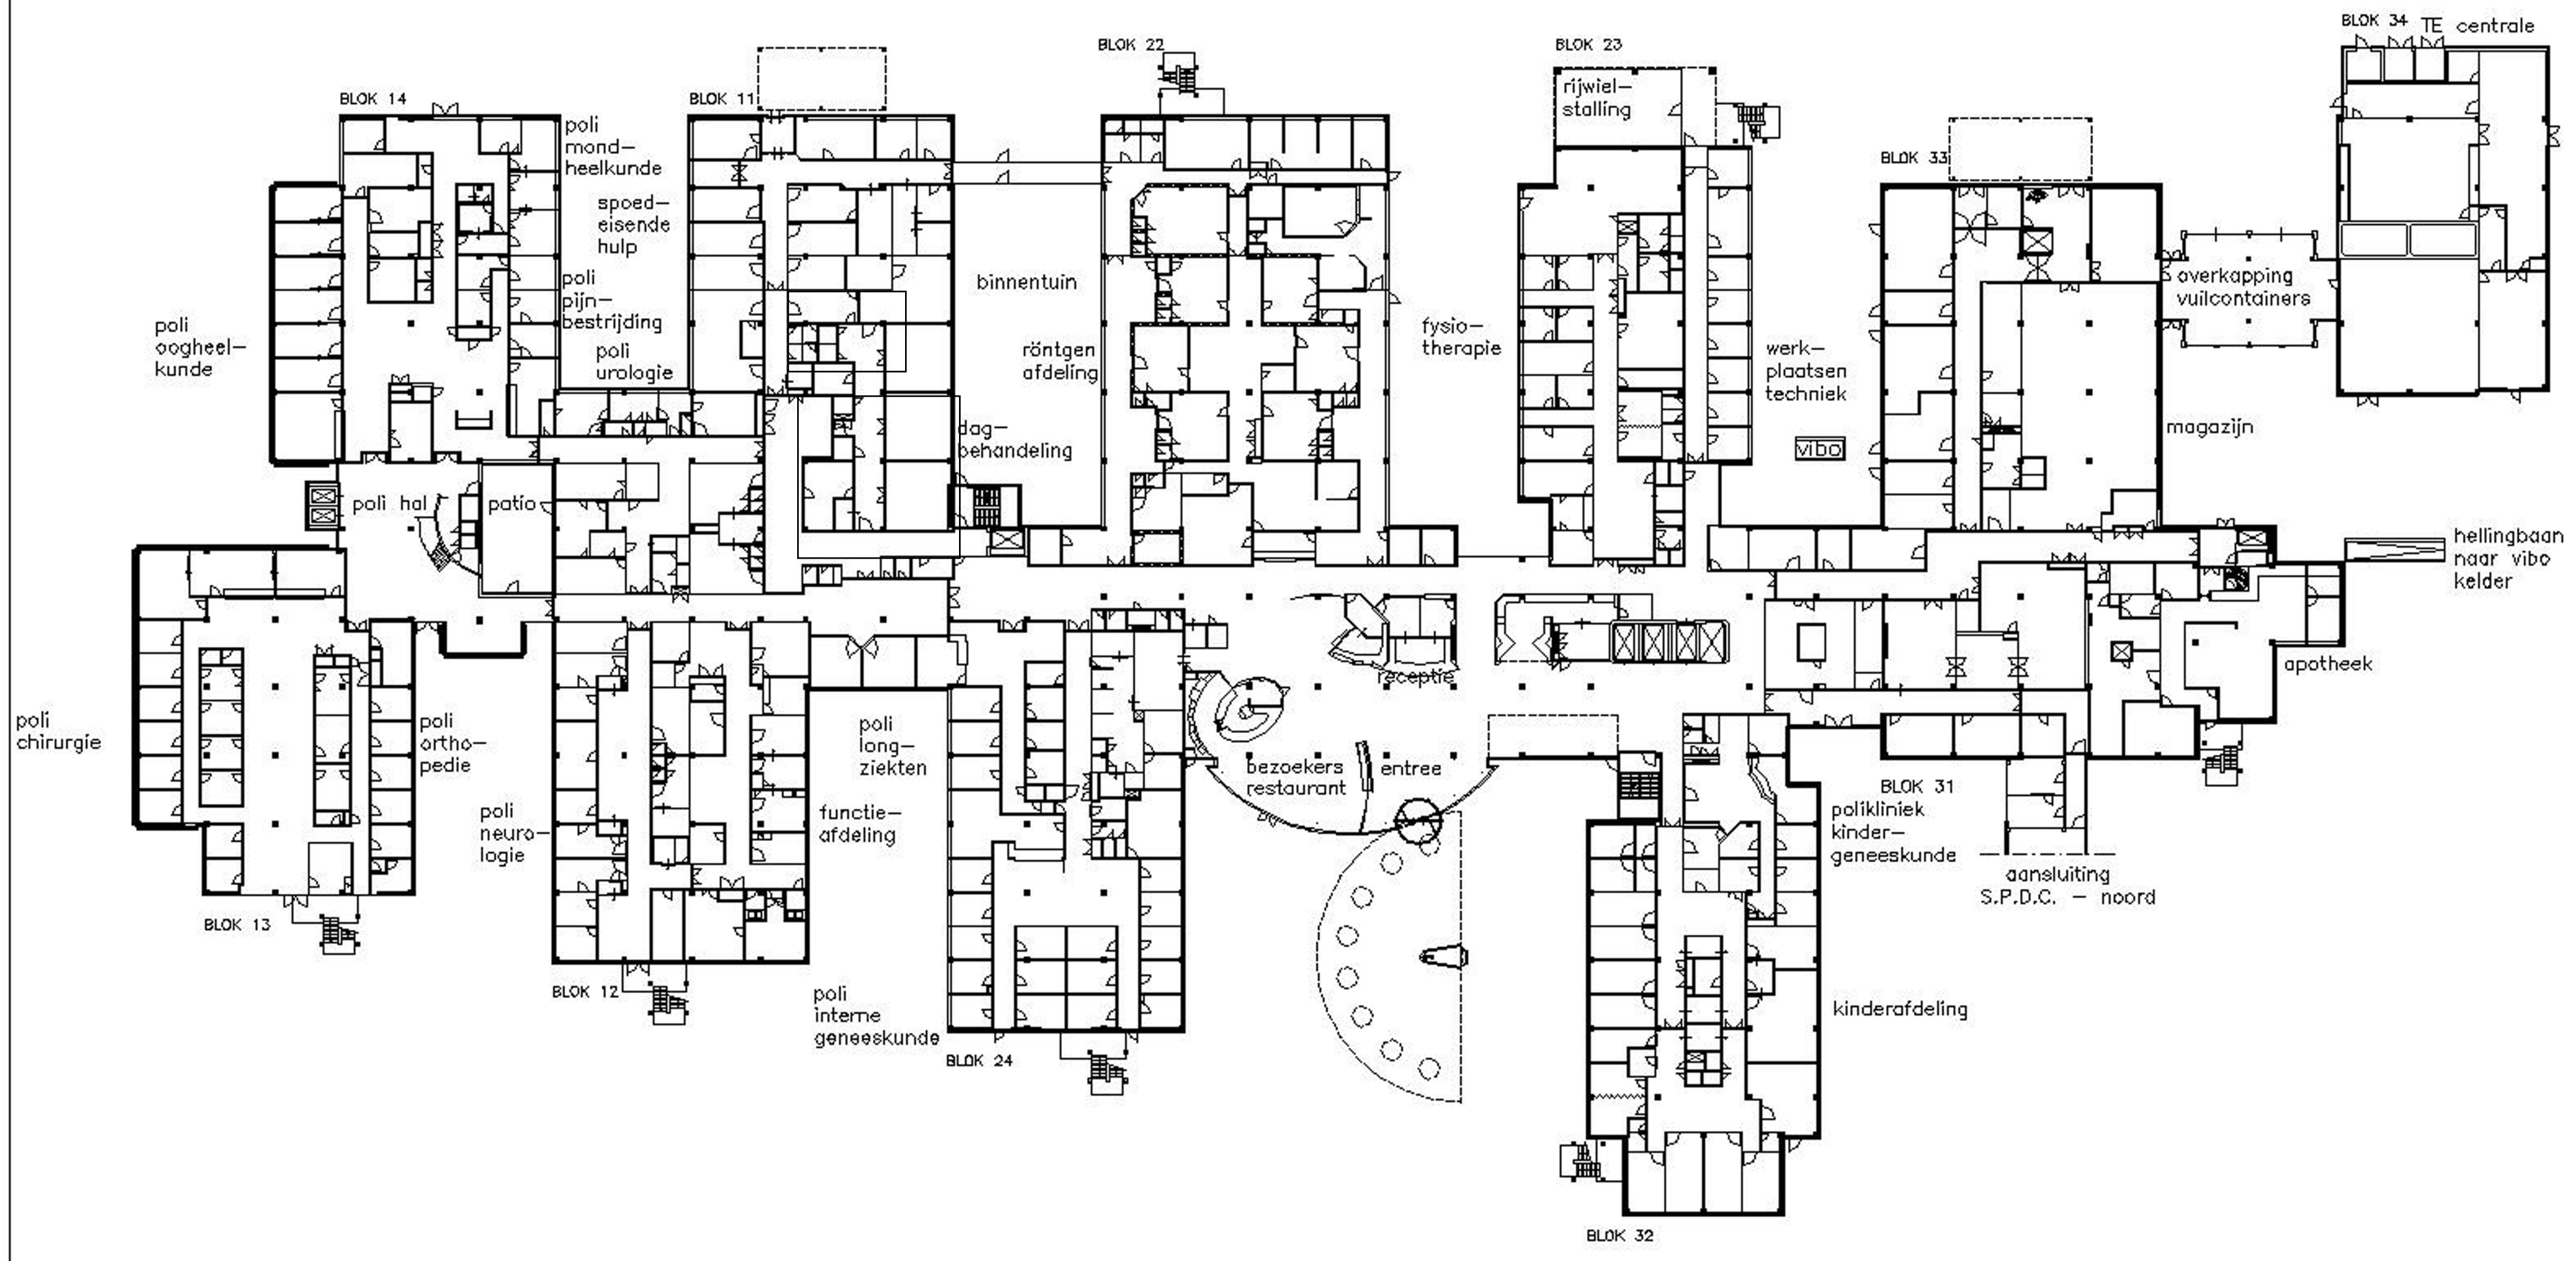 BLOK 34
TE centrale
BLOK 22
BLOK 23
rijwiel-
stalling
BLOK 14
BLOK 11
poli
mond-
heelkunde
BLOK 33
spoed-
eisende
hulp
poli
pijn-
bestrijding
poli
urologie
binnentuin
overkapping
vuilcontainers
poli
oogheel-
kunde
röntgen
afdeling
fysio-
therapie
werk-
plaatsen
techniek
vibo
magazijn
dag-
behandeling
poli hal
patio
hellingbaan
naar vibo
kelder
apotheek
receptie
poli
chirurgie
poli
ortho-
pedie
poli
long-
ziekten
bezoekers
restaurant
entree
BLOK 31
poli
neuro-
logie
functie-
afdeling
polikliniek
kinder-
geneeskunde
aansluiting
S.P.D.C. - noord
BLOK 13
BLOK 12
poli
interne
geneeskunde
BLOK 24
kinderafdeling
BLOK 32